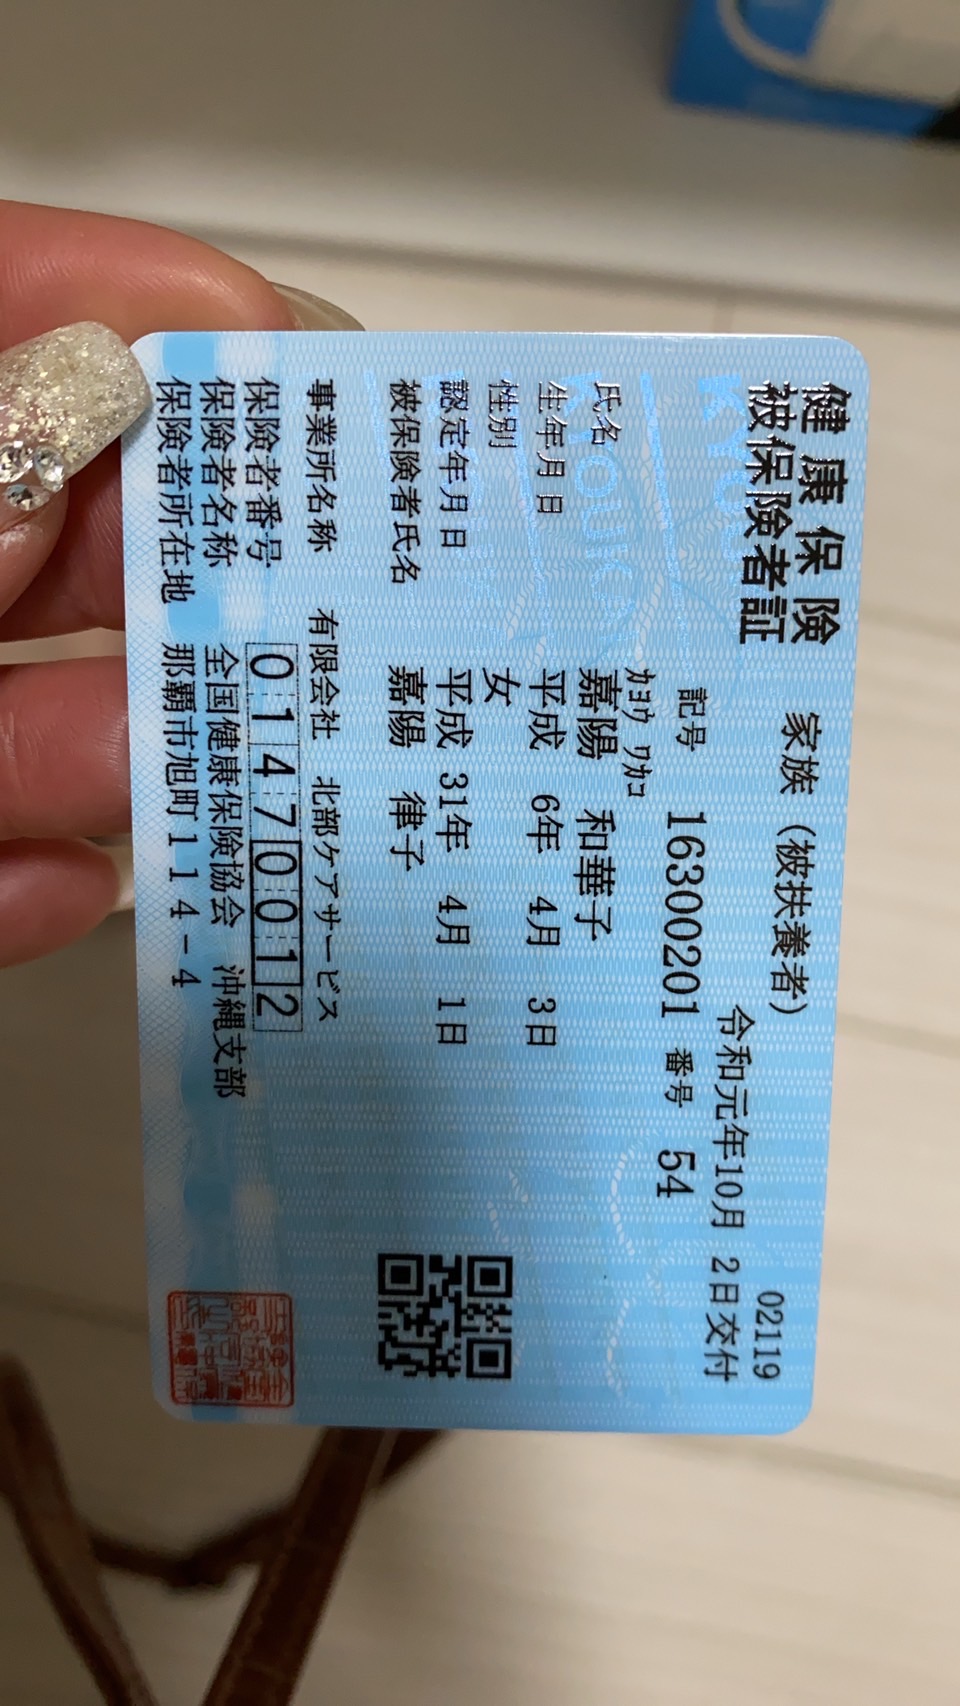 健康保険 家族（被扶養者） 02119
被保険者証 令和元年10月 2日交付
記号 16300201 番号 54
ｶﾖｳ ﾜｶｺ
氏名 嘉陽 和華子
生年月日 平成 6年 4月 3日
性別 女
認定年月日 平成 31年 4月 1日
被保険者氏名 嘉陽 律子
事業所名称 有限会社 北部ケアサービス
保険者番号 01470012
保険者名称 全国健康保険協会 沖縄支部
保険者所在地 那覇市旭町114-4